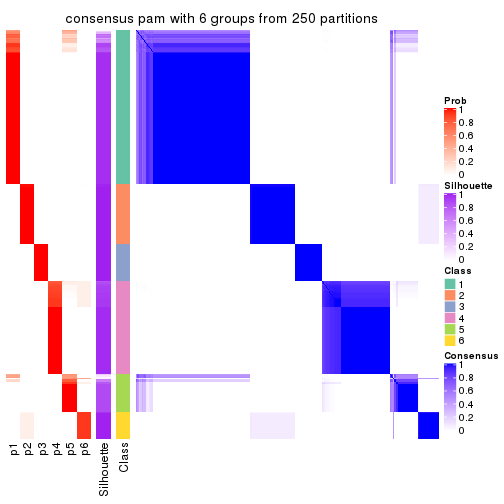 consensus pam with 6 groups from 250 partitions
Prob
1
0.8
0.6
0.4
0.2
0
Silhouette
1
0.8
0.6
0.4
0.2
0
Class
1
2
3
4
5
6
Consensus
1
0.8
0.6
0.4
0.2
0
p1
p2
p3
p4
p5
p6
Silhouette
Class